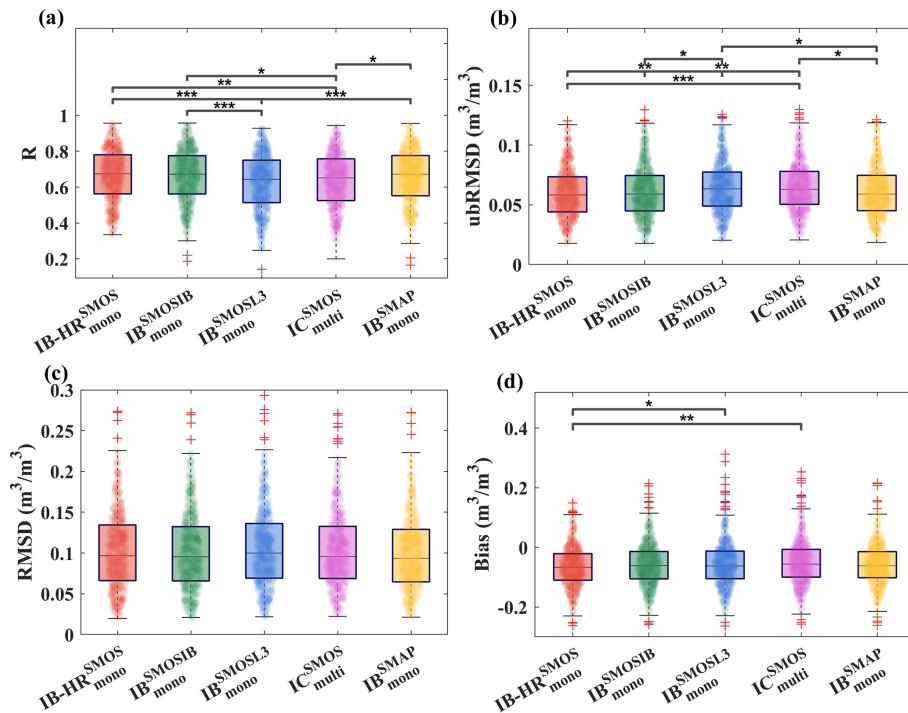 (a)
*
*
**
***
***
***
1
0.8
0.6
0.4
0.2
R
IB-HR^SMOS_mono
IB^SMOSIB_mono
IB^SMOSL3_mono
IC^SMOS_multi
IB^SMAP_mono
(b)
*
*
*
**
**
***
0.15
0.1
0.05
0
ubRMSD (m³/m³)
IB-HR^SMOS_mono
IB^SMOSIB_mono
IB^SMOSL3_mono
IC^SMOS_multi
IB^SMAP_mono
(c)
0.3
0.25
0.2
0.15
0.1
0.05
0
RMSD (m³/m³)
IB-HR^SMOS_mono
IB^SMOSIB_mono
IB^SMOSL3_mono
IC^SMOS_multi
IB^SMAP_mono
(d)
*
**
0.4
0.2
0
-0.2
Bias (m³/m³)
IB-HR^SMOS_mono
IB^SMOSIB_mono
IB^SMOSL3_mono
IC^SMOS_multi
IB^SMAP_mono